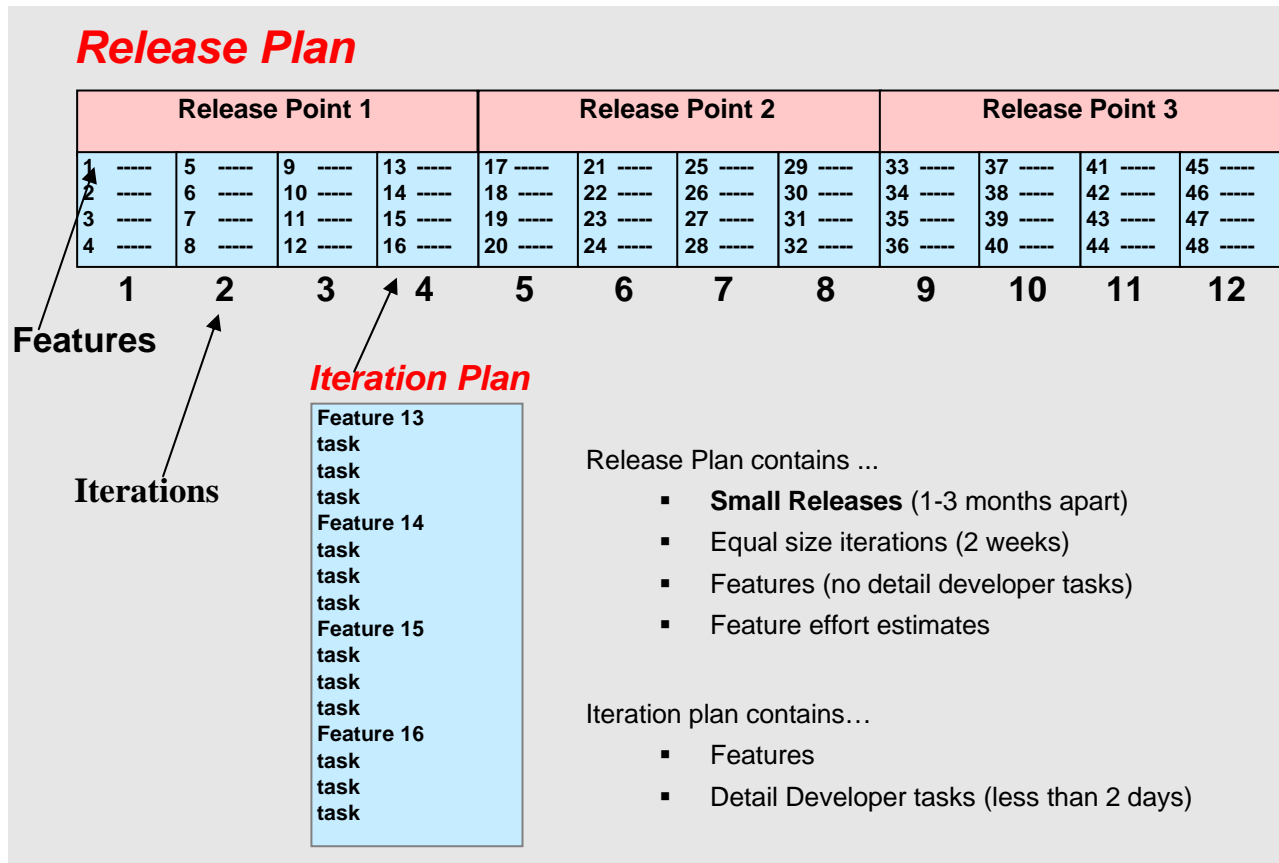 Release Plan
Release Point 1 Release Point 2 Release Point 3
1 ----- 5 ----- 9 ----- 13 ----- 17 ----- 21 ----- 25 ----- 29 ----- 33 ----- 37 ----- 41 ----- 45 -----
2 ----- 6 ----- 10 ----- 14 ----- 18 ----- 22 ----- 26 ----- 30 ----- 34 ----- 38 ----- 42 ----- 46 -----
3 ----- 7 ----- 11 ----- 15 ----- 19 ----- 23 ----- 27 ----- 31 ----- 35 ----- 39 ----- 43 ----- 47 -----
4 ----- 8 ----- 12 ----- 16 ----- 20 ----- 24 ----- 28 ----- 32 ----- 36 ----- 40 ----- 44 ----- 48 -----
1 2 3 4 5 6 7 8 9 10 11 12
Features
Iterations
Iteration Plan
Feature 13
task
task
task
Feature 14
task
task
task
Feature 15
task
task
task
Feature 16
task
task
task
Release Plan contains ...
▪ Small Releases (1-3 months apart)
▪ Equal size iterations (2 weeks)
▪ Features (no detail developer tasks)
▪ Feature effort estimates
Iteration plan contains…
▪ Features
▪ Detail Developer tasks (less than 2 days)